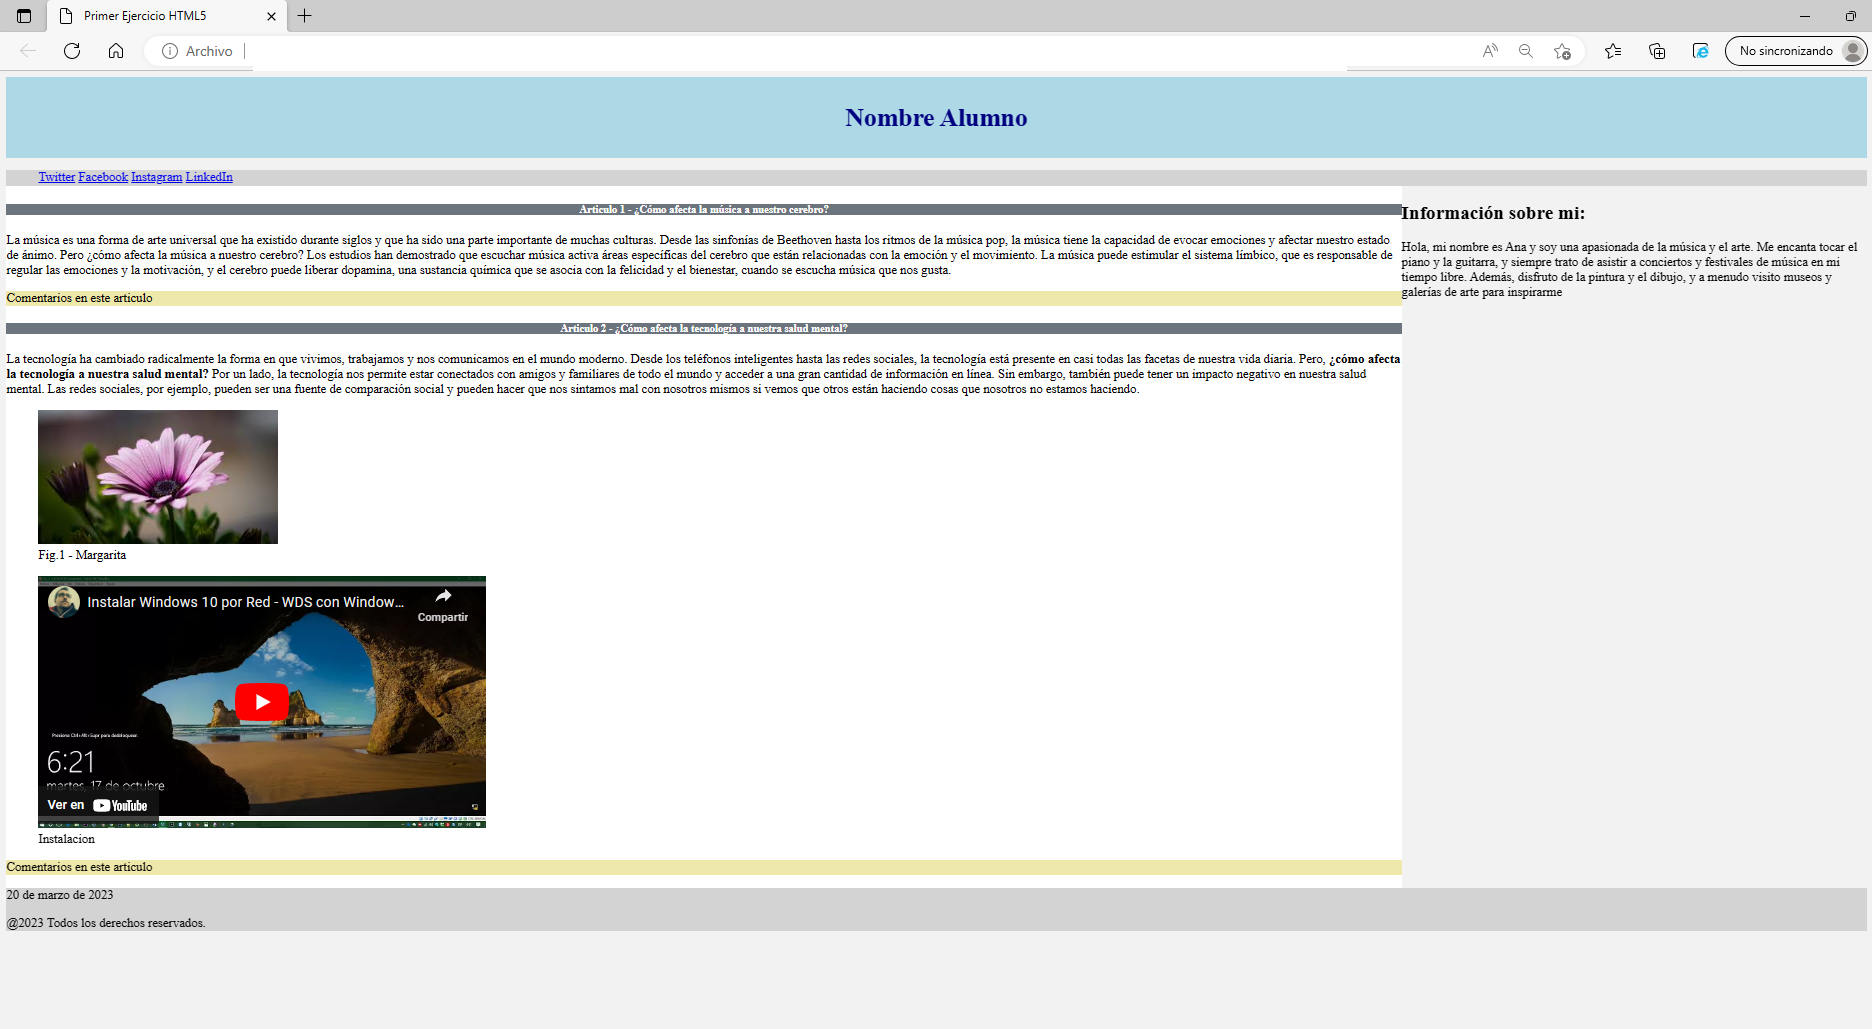 Primer Ejercicio HTML5
Archivo
No sincronizando
Nombre Alumno
Twitter Facebook Instagram LinkedIn
Articulo 1 - ¿Cómo afecta la música a nuestro cerebro?
La música es una forma de arte universal que ha existido durante siglos y que ha sido una parte importante de muchas culturas. Desde las sinfonías de Beethoven hasta los ritmos de la música pop, la música tiene la capacidad de evocar emociones y afectar nuestro estado
de ánimo. Pero ¿cómo afecta la música a nuestro cerebro? Los estudios han demostrado que escuchar música activa áreas específicas del cerebro que están relacionadas con la emoción y el movimiento. La música puede estimular el sistema límbico, que es responsable de
regular las emociones y la motivación, y el cerebro puede liberar dopamina, una sustancia química que se asocia con la felicidad y el bienestar, cuando se escucha música que nos gusta.
Comentarios en este articulo
Articulo 2 - ¿Cómo afecta la tecnología a nuestra salud mental?
La tecnología ha cambiado radicalmente la forma en que vivimos, trabajamos y nos comunicamos en el mundo moderno. Desde los teléfonos inteligentes hasta las redes sociales, la tecnología está presente en casi todas las facetas de nuestra vida diaria. Pero, ¿cómo afecta
la tecnología a nuestra salud mental? Por un lado, la tecnología nos permite estar conectados con amigos y familiares de todo el mundo y acceder a una gran cantidad de información en línea. Sin embargo, también puede tener un impacto negativo en nuestra salud
mental. Las redes sociales, por ejemplo, pueden ser una fuente de comparación social y pueden hacer que nos sintamos mal con nosotros mismos si vemos que otros están haciendo cosas que nosotros no estamos haciendo.
Fig.1 - Margarita
Instalar Windows 10 por Red - WDS con Window...
Compartir
Presiona Ctrl+Alt+Supr para desbloquear.
6:21
martes, 17 de octubre
Ver en YouTube
Instalacion
Comentarios en este articulo
Información sobre mi:
Hola, mi nombre es Ana y soy una apasionada de la música y el arte. Me encanta tocar el
piano y la guitarra, y siempre trato de asistir a conciertos y festivales de música en mi
tiempo libre. Además, disfruto de la pintura y el dibujo, y a menudo visito museos y
galerías de arte para inspirarme
20 de marzo de 2023
@2023 Todos los derechos reservados.